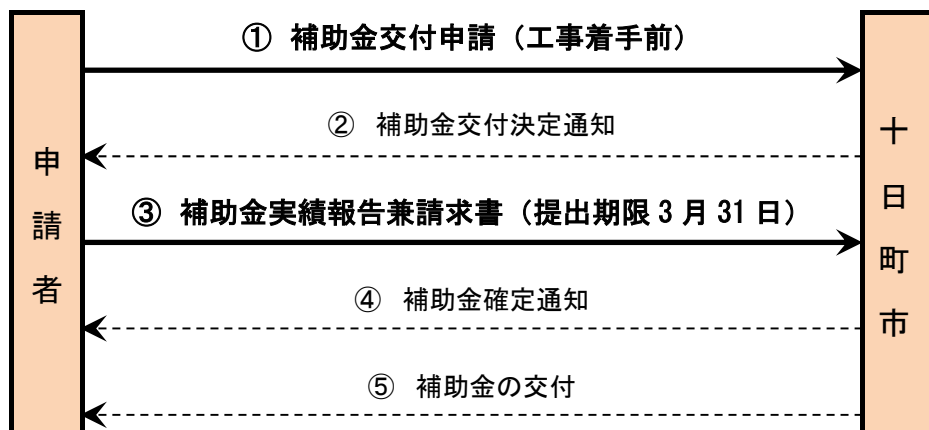 ① 補助金交付申請（工事着手前）
② 補助金交付決定通知
③ 補助金実績報告兼請求書（提出期限 3 月 31 日）
④ 補助金確定通知
⑤ 補助金の交付
申請者
十日町市